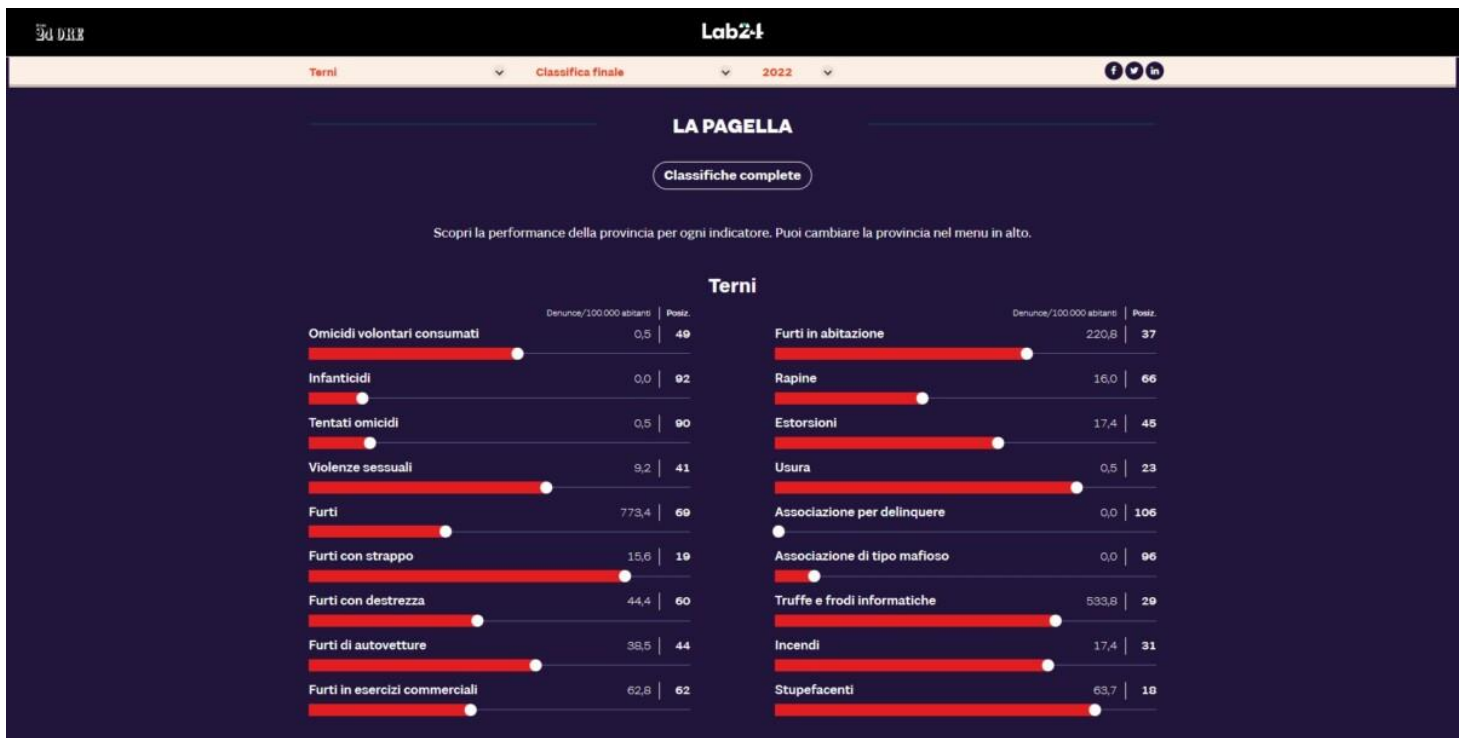 24 ORE
Lab24
Terni Classifica finale 2022
LA PAGELLA
Classifiche complete
Scopri la performance della provincia per ogni indicatore. Puoi cambiare la provincia nel menu in alto.
Terni
Denunce/100.000 abitanti Posiz.
Omicidi volontari consumati 0,5 49
Infanticidi 0,0 92
Tentati omicidi 0,5 90
Violenze sessuali 9,2 41
Furti 773,4 69
Furti con strappo 15,6 19
Furti con destrezza 44,4 60
Furti di autovetture 38,5 44
Furti in esercizi commerciali 62,8 62
Denunce/100.000 abitanti Posiz.
Furti in abitazione 220,8 37
Rapine 16,0 66
Estorsioni 17,4 45
Usura 0,5 23
Associazione per delinquere 0,0 106
Associazione di tipo mafioso 0,0 96
Truffe e frodi informatiche 533,8 29
Incendi 17,4 31
Stupefacenti 63,7 18